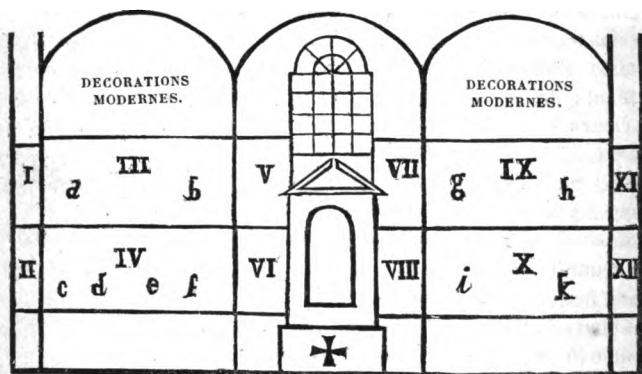 DECORATIONS
MODERNES.
DECORATIONS
MODERNES.
I III V VII IX XI
a b g h
II IV VI VIII X XII
c d e f i k